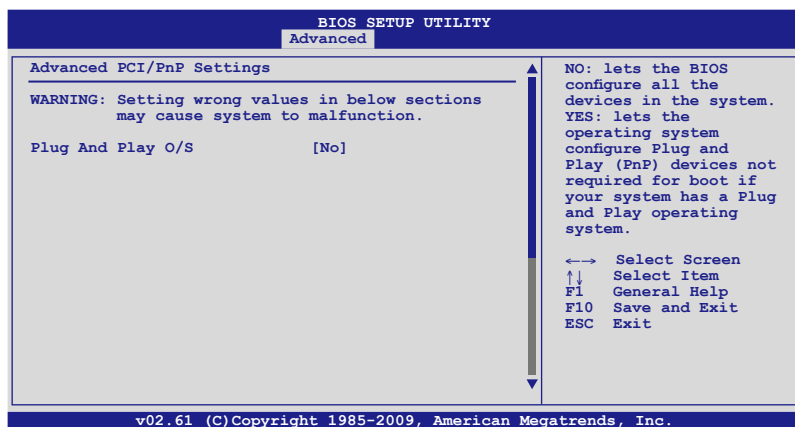 BIOS SETUP UTILITY
Advanced
Advanced PCI/PnP Settings
WARNING: Setting wrong values in below sections
may cause system to malfunction.
Plug And Play O/S [No]
NO: lets the BIOS
configure all the
devices in the system.
YES: lets the
operating system
configure Plug and
Play (PnP) devices not
required for boot if
your system has a Plug
and Play operating
system.
←→ Select Screen
↑↓ Select Item
F1 General Help
F10 Save and Exit
ESC Exit
v02.61 (C)Copyright 1985-2009, American Megatrends, Inc.